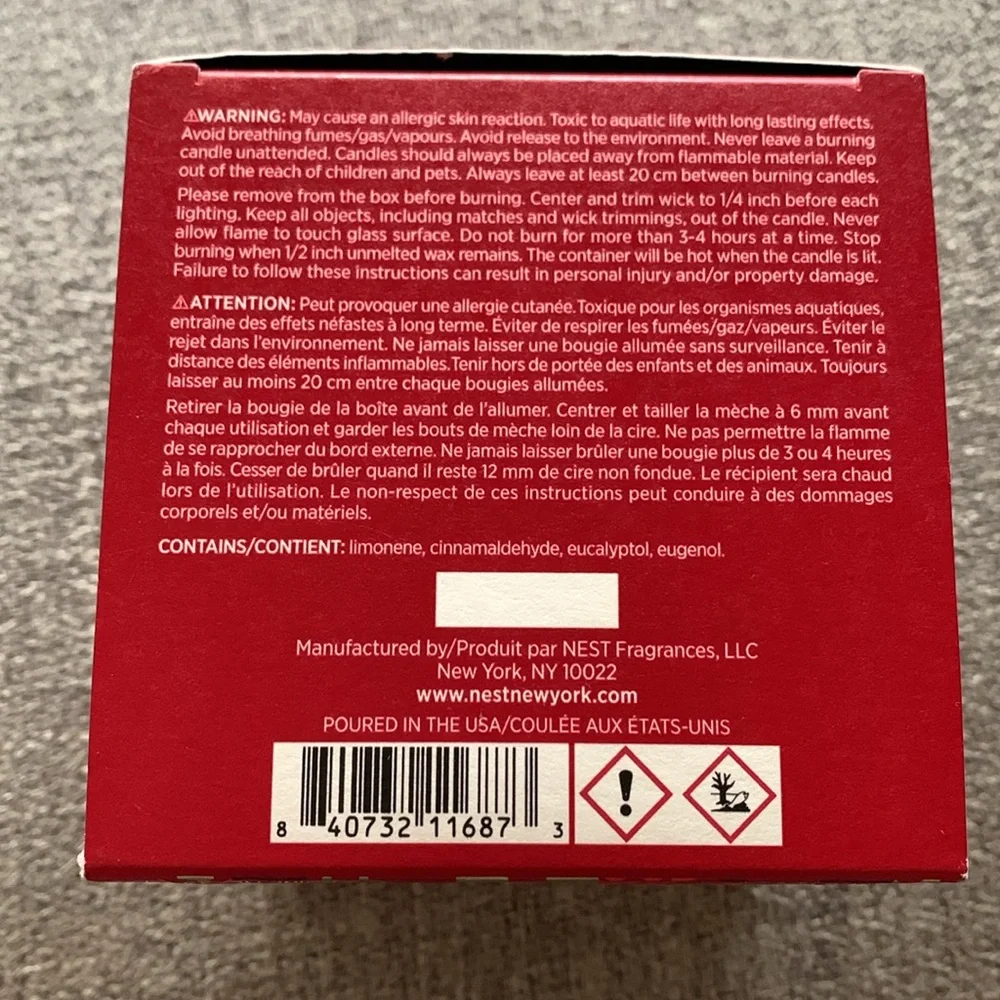 ⚠WARNING: May cause an allergic skin reaction. Toxic to aquatic life with long lasting effects.
Avoid breathing fumes/gas/vapours. Avoid release to the environment. Never leave a burning
candle unattended. Candles should always be placed away from flammable material. Keep
out of the reach of children and pets. Always leave at least 20 cm between burning candles.
Please remove from the box before burning. Center and trim wick to 1/4 inch before each
lighting. Keep all objects, including matches and wick trimmings, out of the candle. Never
allow flame to touch glass surface. Do not burn for more than 3-4 hours at a time. Stop
burning when 1/2 inch unmelted wax remains. The container will be hot when the candle is lit.
Failure to follow these instructions can result in personal injury and/or property damage.
⚠ATTENTION: Peut provoquer une allergie cutanée.Toxique pour les organismes aquatiques,
entraîne des effets néfastes à long terme. Éviter de respirer les fumées/gaz/vapeurs. Éviter le
rejet dans l'environnement. Ne jamais laisser une bougie allumée sans surveillance. Tenir à
distance des éléments inflammables.Tenir hors de portée des enfants et des animaux. Toujours
laisser au moins 20 cm entre chaque bougies allumées.
Retirer la bougie de la boîte avant de l'allumer. Centrer et tailler la mèche à 6 mm avant
chaque utilisation et garder les bouts de mèche loin de la cire. Ne pas permettre la flamme
de se rapprocher du bord externe. Ne jamais laisser brûler une bougie plus de 3 ou 4 heures
à la fois. Cesser de brûler quand il reste 12 mm de cire non fondue. Le récipient sera chaud
lors de l'utilisation. Le non-respect de ces instructions peut conduire à des dommages
corporels et/ou matériels.
CONTAINS/CONTIENT: limonene, cinnamaldehyde, eucalyptol, eugenol.
Manufactured by/Produit par NEST Fragrances, LLC
New York, NY 10022
www.nestnewyork.com
POURED IN THE USA/COULÉE AUX ÉTATS-UNIS
8 40732 11687 3